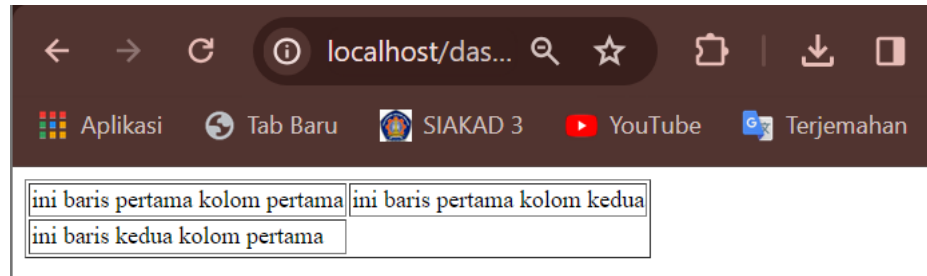 localhost/das...
Aplikasi Tab Baru SIAKAD 3 YouTube Terjemahan
ini baris pertama kolom pertama ini baris pertama kolom kedua
ini baris kedua kolom pertama